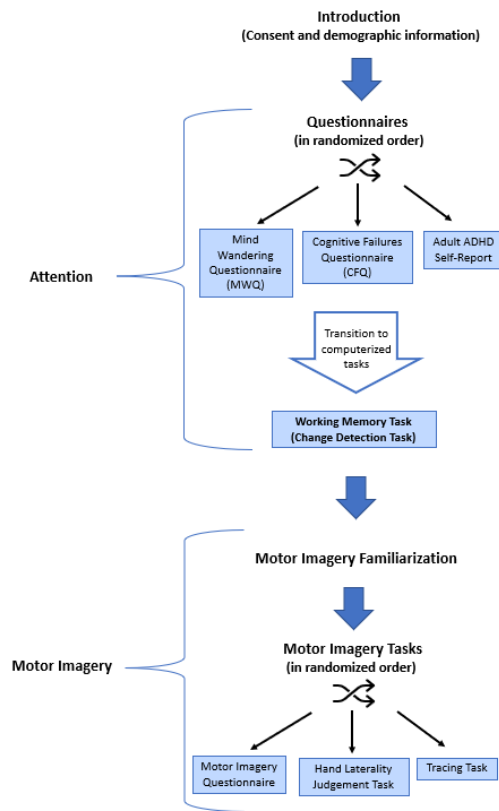 Introduction
(Consent and demographic information)
Questionnaires
(in randomized order)
Mind
Wandering
Questionnaire
(MWQ)
Cognitive Failures
Questionnaire
(CFQ)
Adult ADHD
Self-Report
Attention
Transition to
computerized
tasks
Working Memory Task
(Change Detection Task)
Motor Imagery Familiarization
Motor Imagery Tasks
(in randomized order)
Motor Imagery
Motor Imagery
Questionnaire
Hand Laterality
Judgement Task
Tracing Task